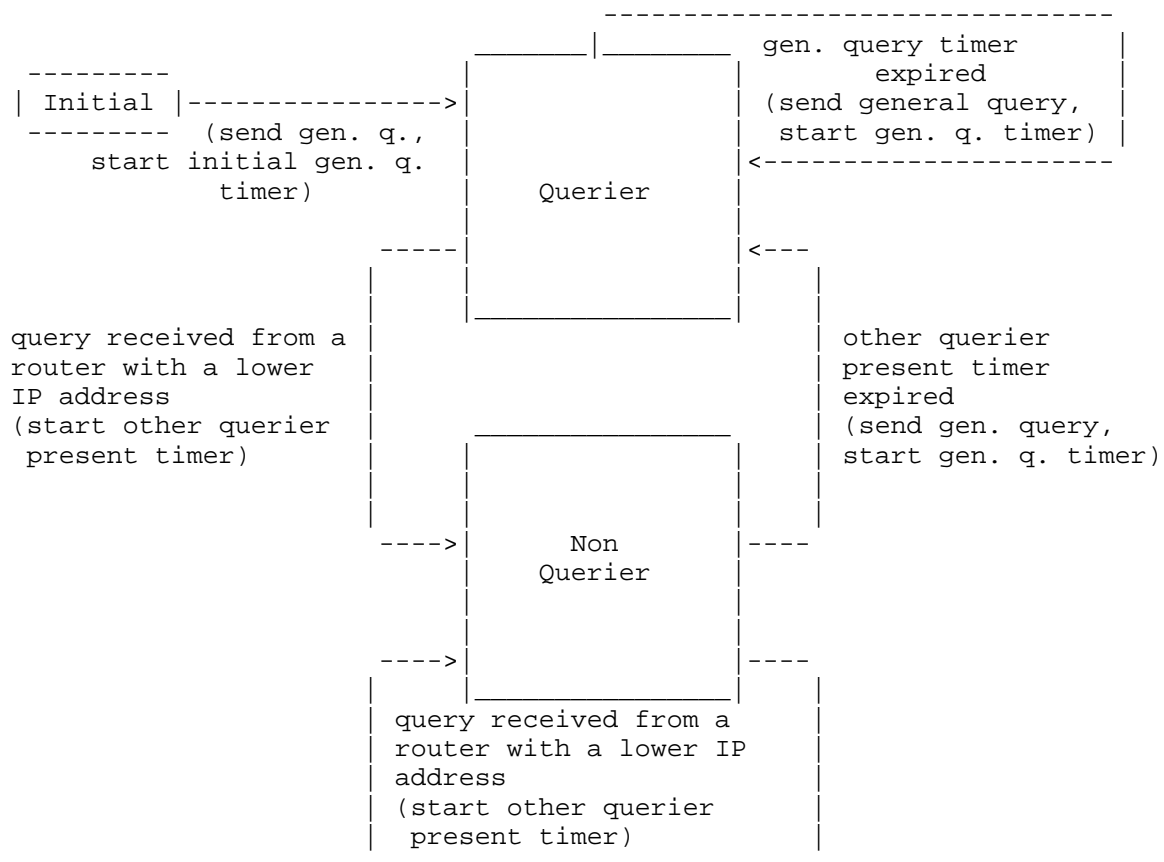 gen. query timer
expired
(send general query,
start gen. q. timer)
Initial
(send gen. q.,
start initial gen. q.
timer)
Querier
query received from a
router with a lower
IP address
(start other querier
present timer)
other querier
present timer
expired
(send gen. query,
start gen. q. timer)
Non
Querier
query received from a
router with a lower IP
address
(start other querier
present timer)